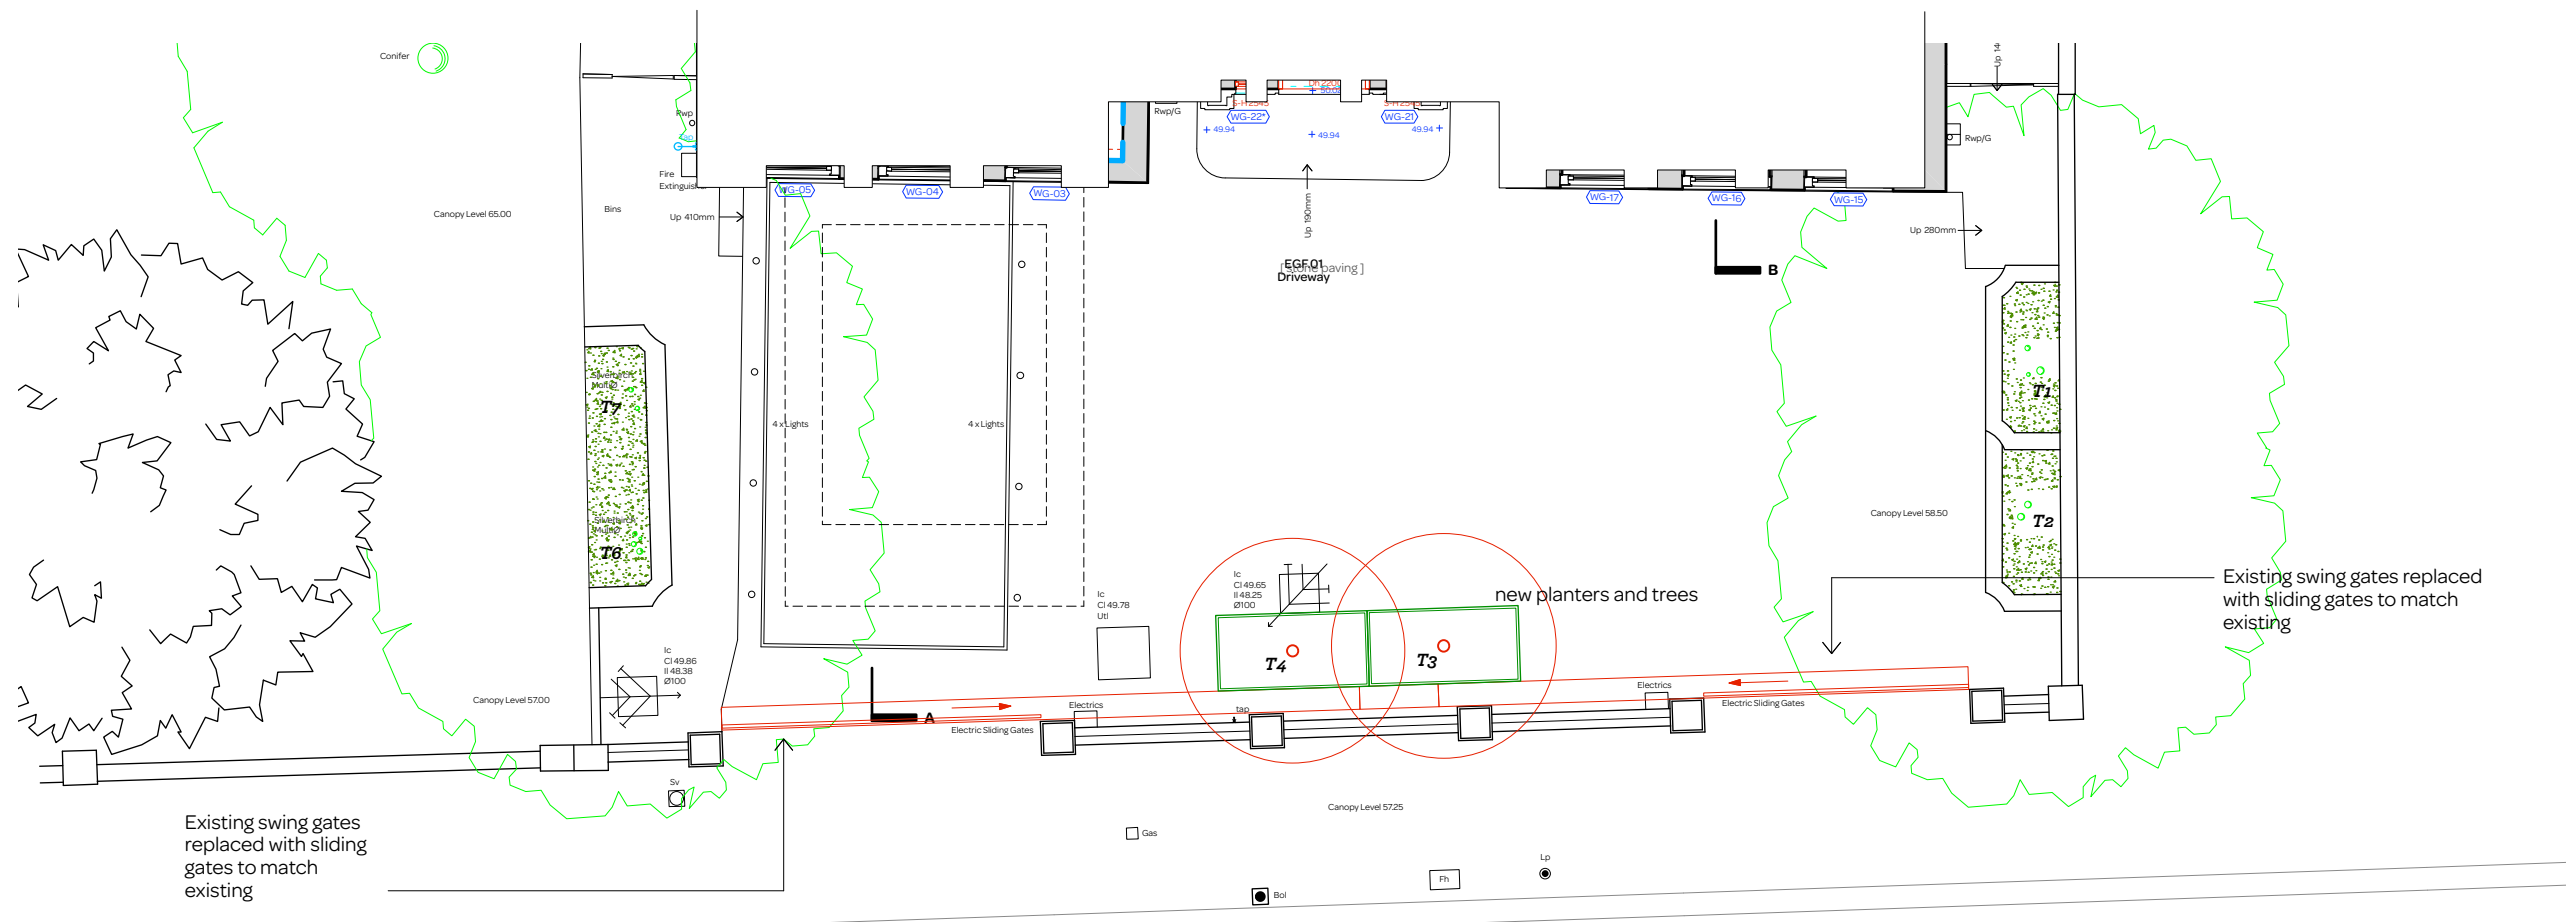 Conifer
Up 14
Rwp
Tap
Rwp/G
S-H 2545
WG-22*
WG-21
49.94
49.94
49.94
Rwp/G
Fire
WG-05
WG-04
WG-03
WG-17
WG-16
WG-15
Canopy Level 65.00
Bins
Up 410mm
Up 190mm
Up 280mm
B
EGF.01
[ stone paving ]
Driveway
Silverbirch
T7
T1
4 x Lights
4 x Lights
Canopy Level 58.50
Silverbirch
T6
T2
Ic
Cl 49.65
Il 48.25
Ø100
Ic
Cl 49.78
Utl
new planters and trees
Existing swing gates replaced
with sliding gates to match
existing
Ic
Cl 49.86
Il 48.38
Ø100
T4
T3
Canopy Level 57.00
Electrics
Electrics
tap
A
Electric Sliding Gates
Electric Sliding Gates
Sv
Canopy Level 57.25
Existing swing gates
replaced with sliding
gates to match
existing
Gas
Lp
Fh
Bol